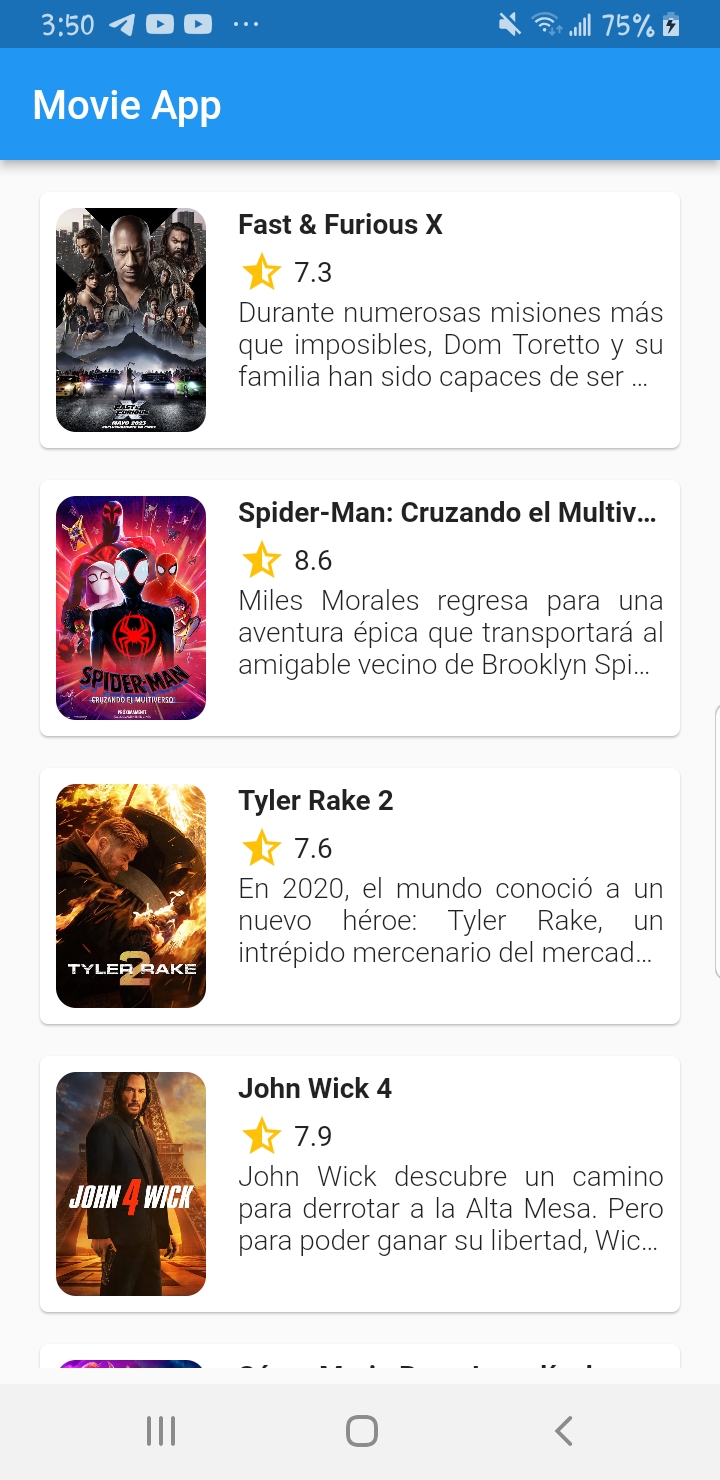 3:50
75%
Movie App
Fast & Furious X
7.3
Durante numerosas misiones más
que imposibles, Dom Toretto y su
familia han sido capaces de ser ...
FAST & FURIOUS
X
MAYO 2023
Spider-Man: Cruzando el Multiv...
8.6
Miles Morales regresa para una
aventura épica que transportará al
amigable vecino de Brooklyn Spi...
SPIDER-MAN
CRUZANDO EL MULTIVERSO
PRÓXIMAMENTE
Tyler Rake 2
7.6
En 2020, el mundo conoció a un
nuevo héroe: Tyler Rake, un
intrépido mercenario del mercad...
TYLER RAKE
2
John Wick 4
7.9
John Wick descubre un camino
para derrotar a la Alta Mesa. Pero
para poder ganar su libertad, Wic...
JOHN 4 WICK